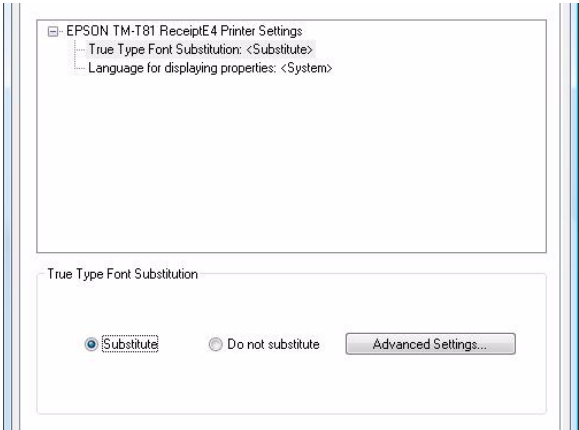 EPSON TM-T81 ReceiptE4 Printer Settings
True Type Font Substitution: <Substitute>
Language for displaying properties: <System>
True Type Font Substitution
Substitute Do not substitute Advanced Settings...